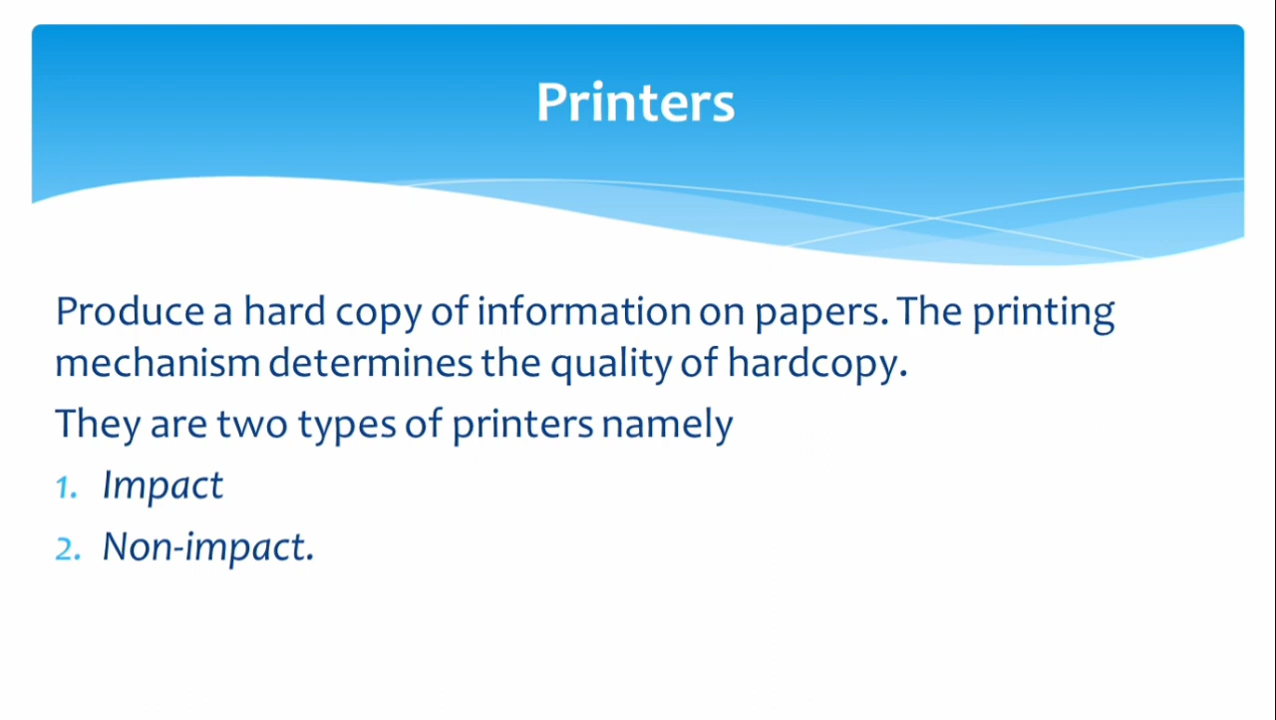 Printers
Produce a hard copy of information on papers. The printing
mechanism determines the quality of hardcopy.
They are two types of printers namely
1. Impact
2. Non-impact.